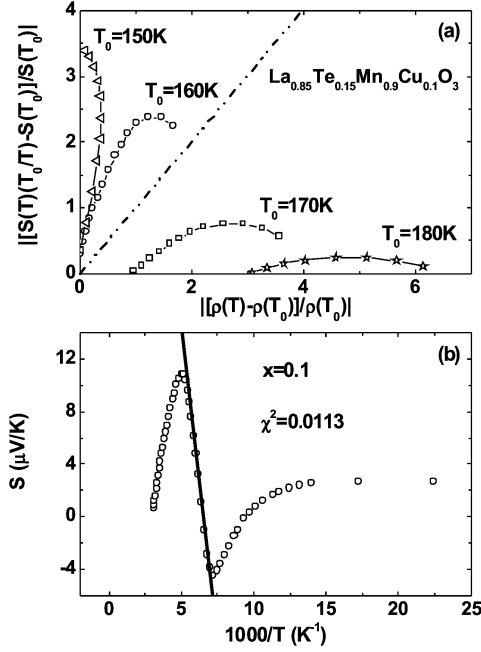 (a)
T₀=150K
T₀=160K
La₀.₈₅Te₀.₁₅Mn₀.₉Cu₀.₁O₃
T₀=170K
T₀=180K
4
3
2
1
0
||S(T)(T₀/T)-S(T₀)]/S(T₀)|
0 2 4 6
|[ρ(T)-ρ(T₀)]/ρ(T₀)|
(b)
x=0.1
χ²=0.0113
12
8
4
0
-4
S (μV/K)
0 5 10 15 20 25
1000/T (K⁻¹)